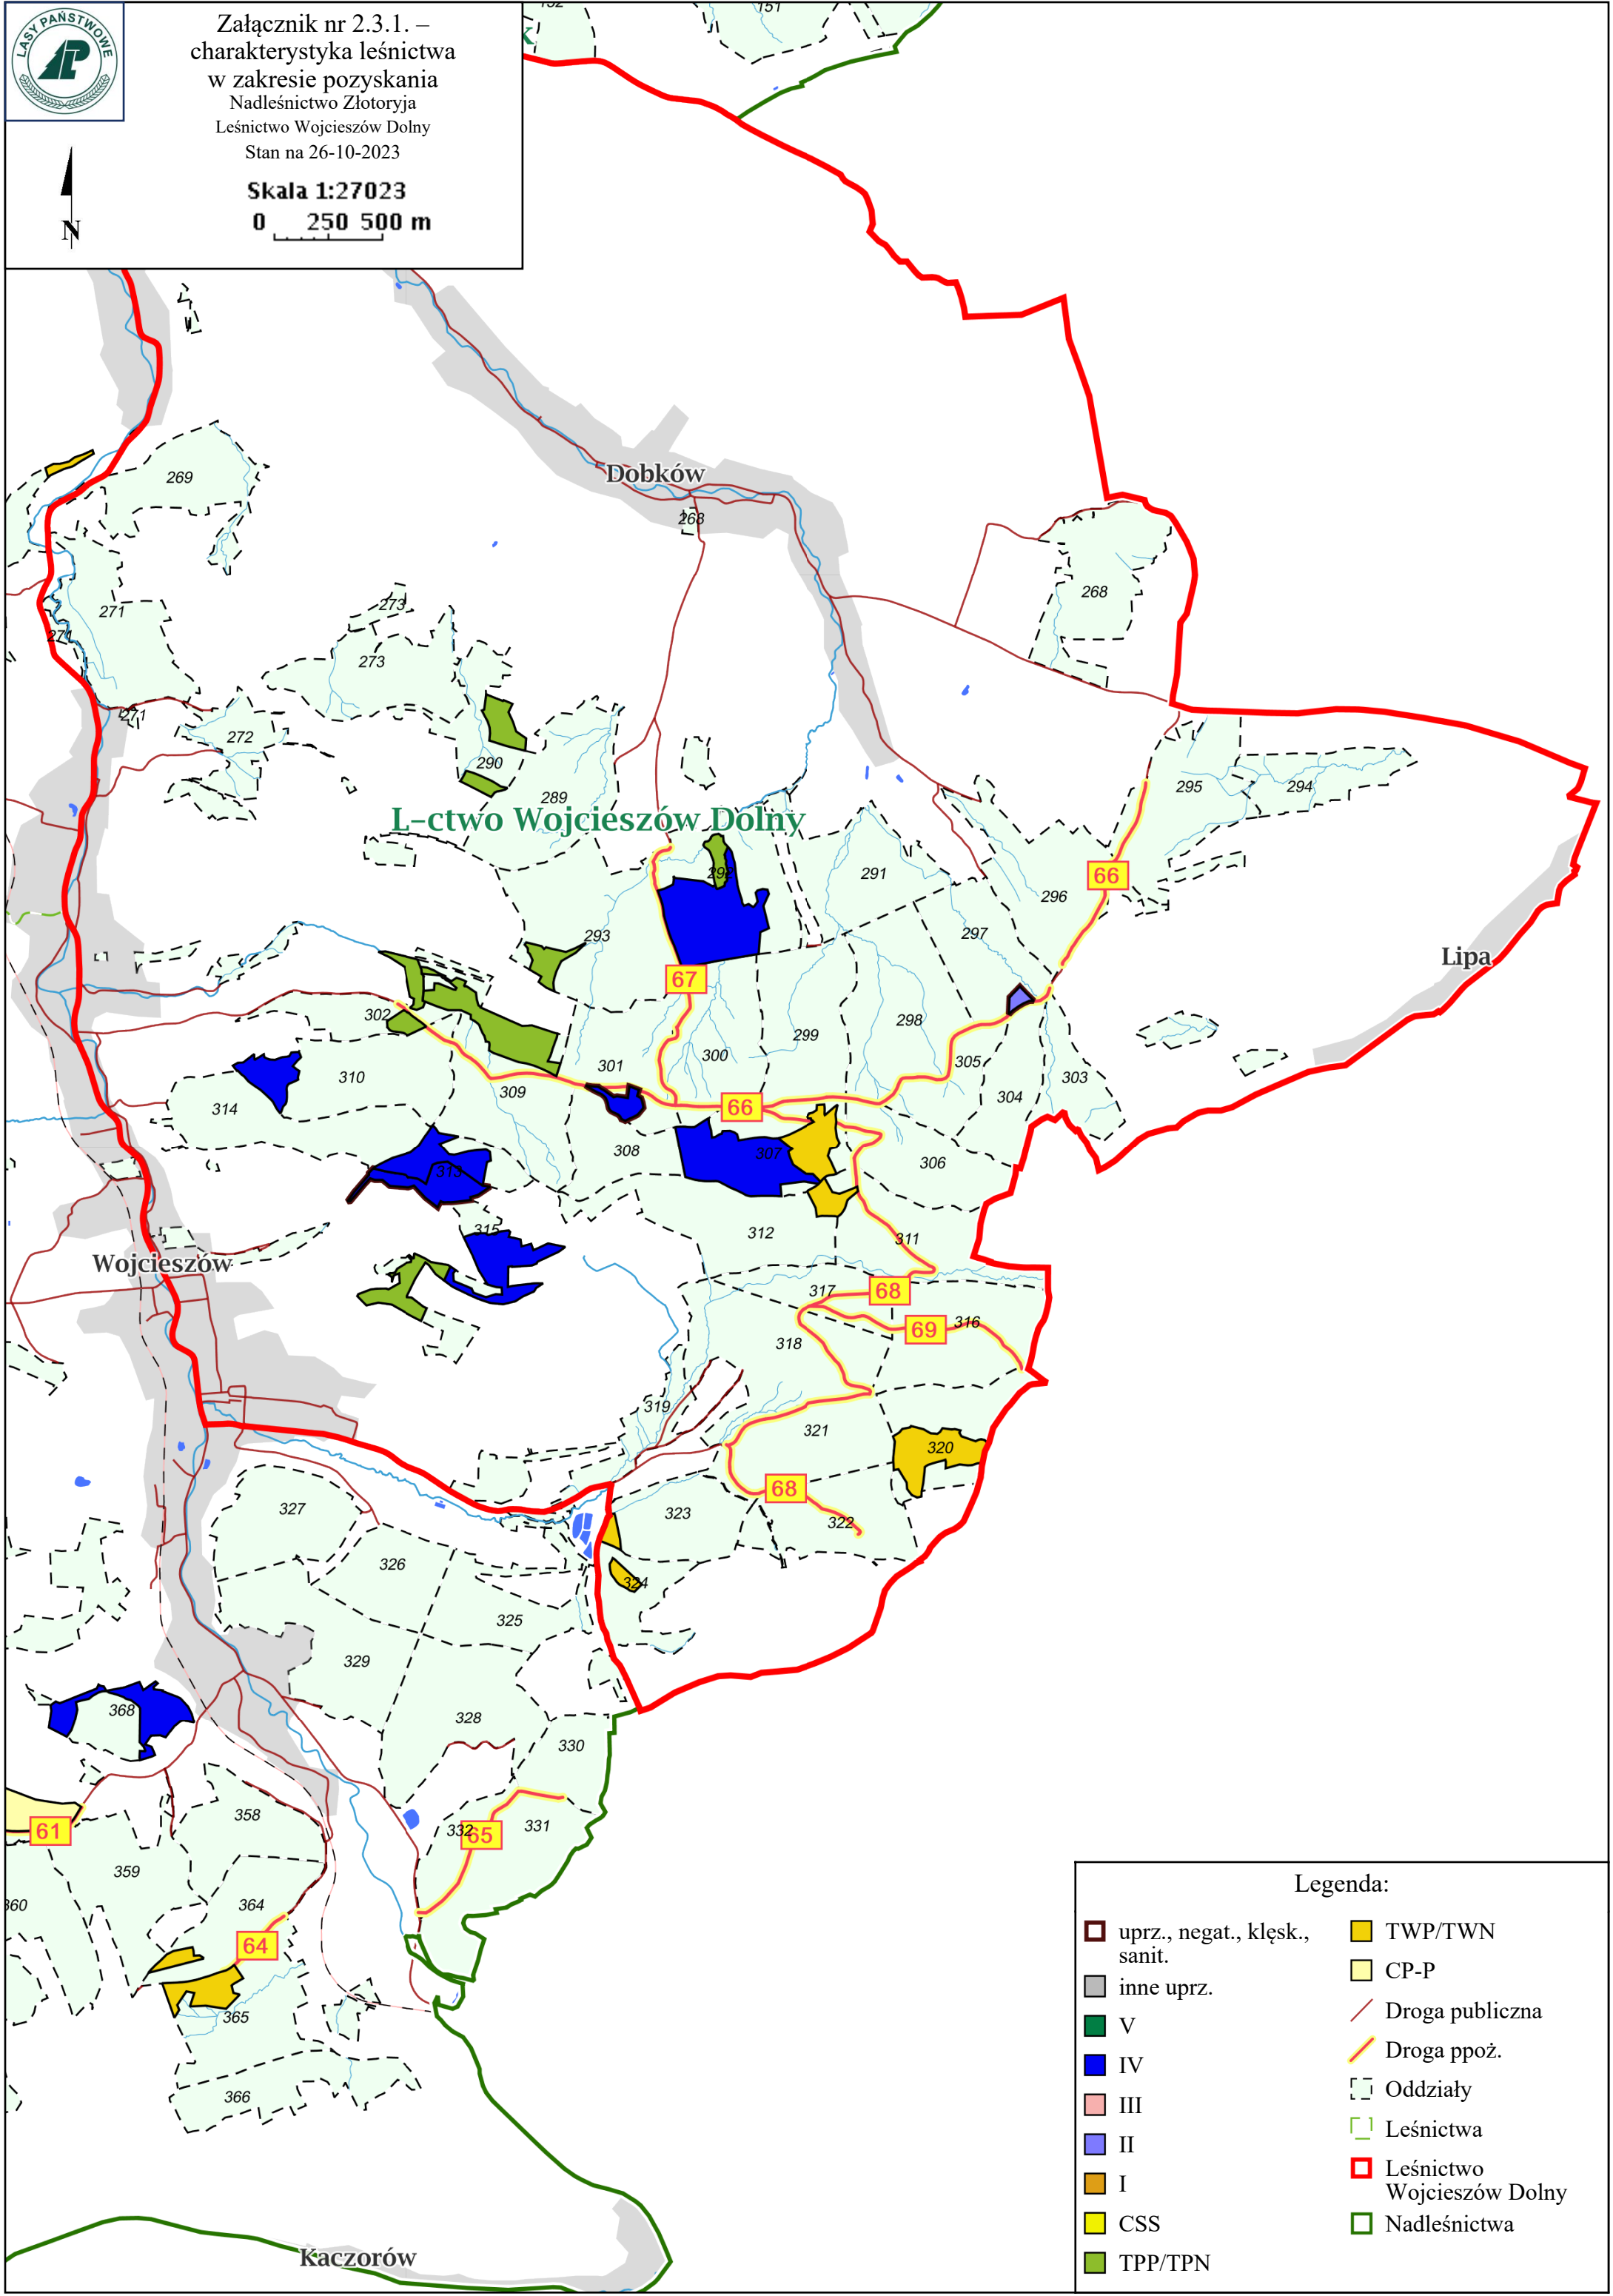 LASY PAŃSTWOWE
Załącznik nr 2.3.1. –
charakterystyka leśnictwa
w zakresie pozyskania
Nadleśnictwo Złotoryja
Leśnictwo Wojcieszów Dolny
Stan na 26-10-2023
Skala 1:27023
0 250 500 m
N
151
269
Dobków
268
268
271
273
271
273
271
272
290
289
295
294
L-ctwo Wojcieszów Dolny
292
291
66
296
293
297
Lipa
67
302
298
299
300
301
305
310
303
309
304
314
66
308
307
306
313
315
312
311
Wojcieszów
317
68
316
69
318
319
321
320
68
327
323
322
326
324
325
329
368
328
330
358
61
332
65
331
359
360
364
64
365
366
Kaczorów
Legenda:
uprz., negat., klęsk.,
sanit.
inne uprz.
V
IV
III
II
I
CSS
TPP/TPN
TWP/TWN
CP-P
Droga publiczna
Droga ppoż.
Oddziały
Leśnictwa
Leśnictwo
Wojcieszów Dolny
Nadleśnictwa